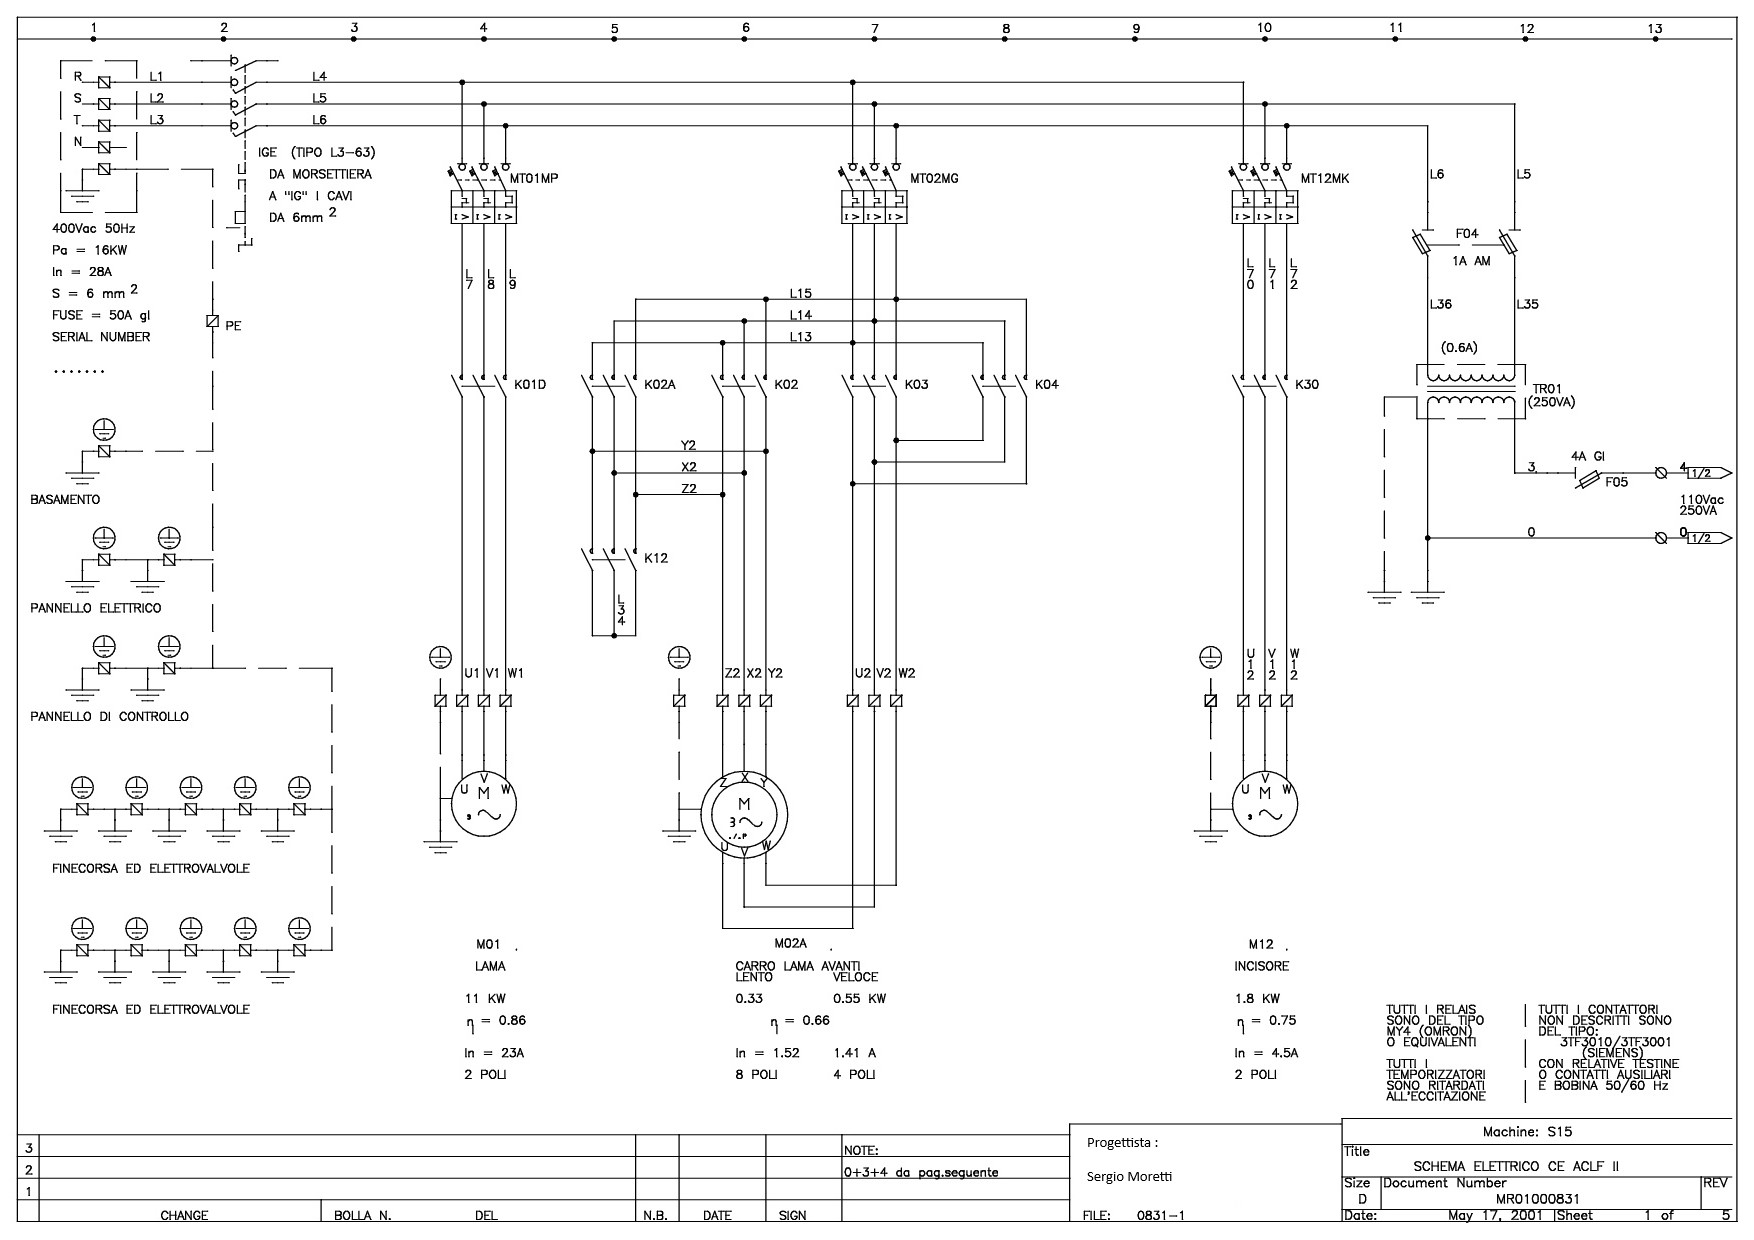 1 2 3 4 5 6 7 8 9 10 11 12 13
R L1 L4
S L2 L5
T L3 L6
N
IGE (TIPO L3-63)
DA MORSETTIERA
A "IG" I CAVI
DA 6mm 2
400Vac 50Hz
Pa = 16KW
In = 28A
S = 6 mm 2
FUSE = 50A gI
SERIAL NUMBER
.......
PE
BASAMENTO
PANNELLO ELETTRICO
PANNELLO DI CONTROLLO
FINECORSA ED ELETTROVALVOLE
FINECORSA ED ELETTROVALVOLE
MT01MP
I > I > I >
L7 L8 L9
K01D
U1 V1 W1
U V W
M
3
M01
LAMA
11 KW
η = 0.86
In = 23A
2 POLI
MT02MG
I > I > I >
L15
L14
L13
K02A K02 K03 K04
Y2
X2
Z2
K12
L34
Z2 X2 Y2 U2 V2 W2
Z X Y
M
3
./.P
U V W
M02A
CARRO LAMA AVANTI
LENTO VELOCE
0.33 0.55 KW
η = 0.66
In = 1.52 1.41 A
8 POLI 4 POLI
MT12MK
I > I > I >
L70 L71 L72
K30
U12 V12 W12
U V W
M
3
M12
INCISORE
1.8 KW
η = 0.75
In = 4.5A
2 POLI
L6 L5
F04
1A AM
L36 L35
(0.6A)
TR01
(250VA)
4A GI
3 F05 4 1/2
110Vac
250VA
0 0 1/2
TUTTI I RELAIS
SONO DEL TIPO
MY4 (OMRON)
O EQUIVALENTI
TUTTI I
TEMPORIZZATORI
SONO RITARDATI
ALL'ECCITAZIONE
TUTTI I CONTATTORI
NON DESCRITTI SONO
DEL TIPO:
3TF3010/3TF3001
(SIEMENS)
CON RELATIVE TESTINE
O CONTATTI AUSILIARI
E BOBINA 50/60 Hz
3
2
1
CHANGE BOLLA N. DEL N.B. DATE SIGN
NOTE:
0+3+4 da pag.seguente
Progettista :
Sergio Moretti
FILE: 0831-1
Machine: S15
Title
SCHEMA ELETTRICO CE ACLF II
Size Document Number REV
D MR01000831
Date: May 17, 2001 Sheet 1 of 5